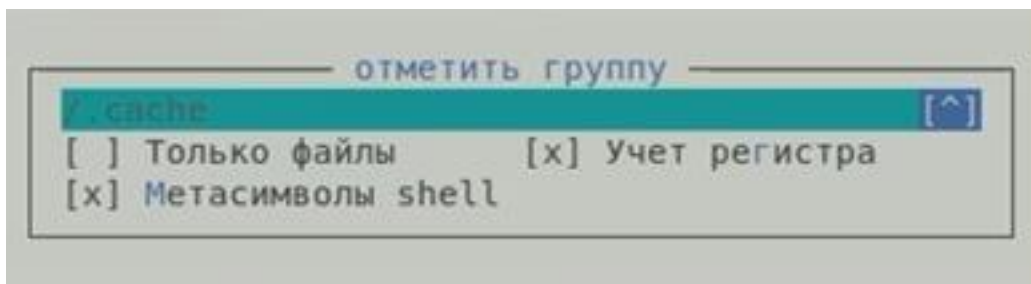 отметить группу
/.cache [^]
[ ] Только файлы [x] Учет регистра
[x] Метасимволы shell